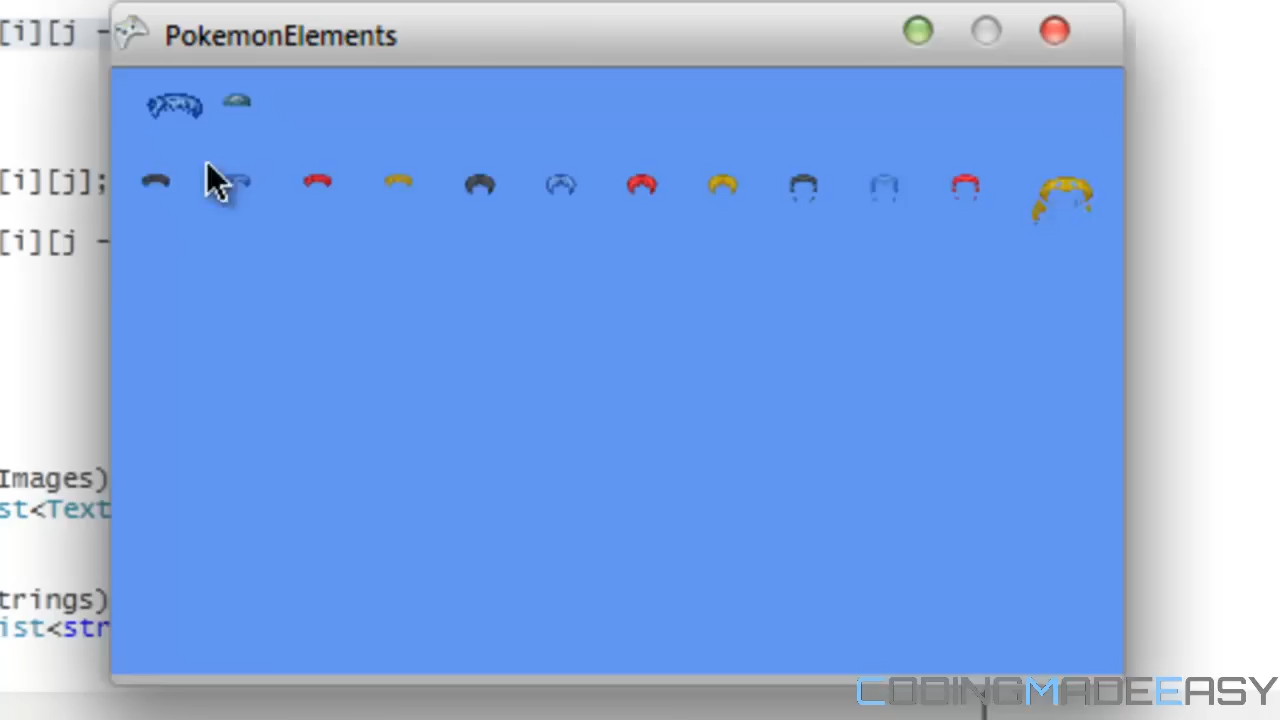 [i][j -
PokemonElements
[i][j];
[i][j -
Images)
st<Text
trings)
ist<str
CODINGMADEEASY